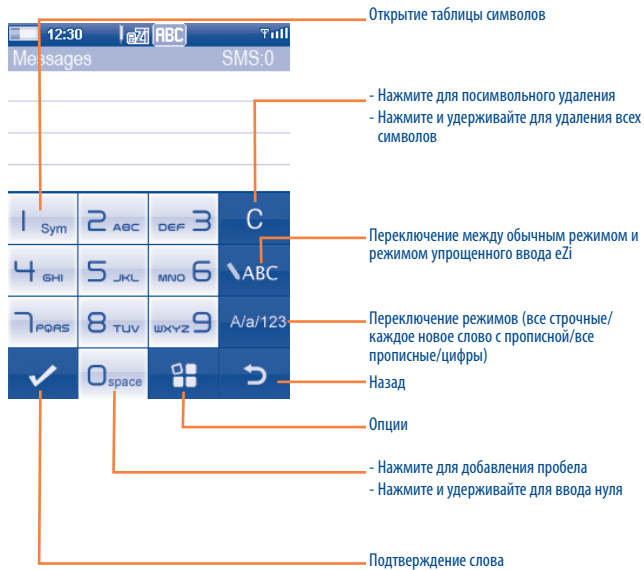 Открытие таблицы символов
12:30 eZi ABC
Messages SMS:0
- Нажмите для посимвольного удаления
- Нажмите и удерживайте для удаления всех
символов
1 Sym 2 ABC DEF 3 C
Переключение между обычным режимом и
режимом упрощенного ввода eZi
4 GHI 5 JKL MNO 6 ABC
Переключение режимов (все строчные/
каждое новое слово с прописной/все
прописные/цифры)
7 PQRS 8 TUV WXYZ 9 A/a/123
Назад
0 space
Опции
- Нажмите для добавления пробела
- Нажмите и удерживайте для ввода нуля
Подтверждение слова